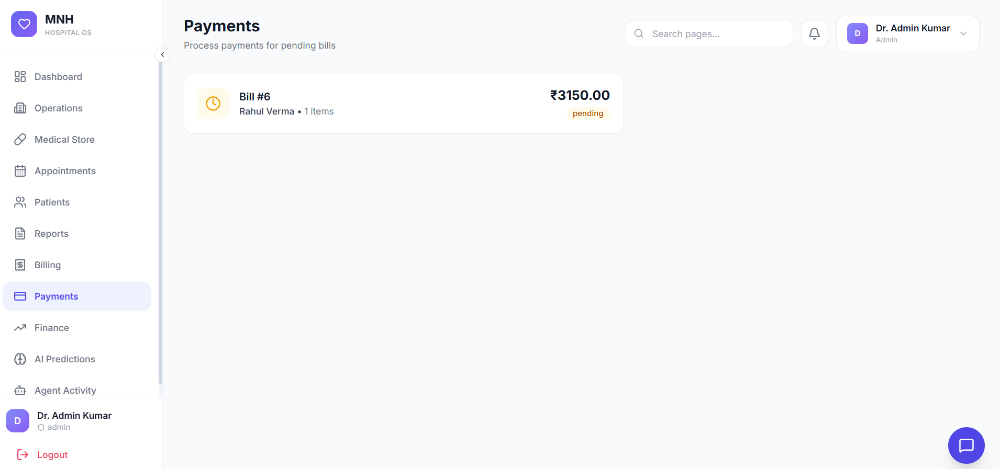 MNH
HOSPITAL OS
Dashboard
Operations
Medical Store
Appointments
Patients
Reports
Billing
Payments
Finance
AI Predictions
Agent Activity
D
Dr. Admin Kumar
admin
Logout
Payments
Process payments for pending bills
Search pages...
D
Dr. Admin Kumar
Admin
Bill #6
Rahul Verma • 1 items
₹3150.00
pending